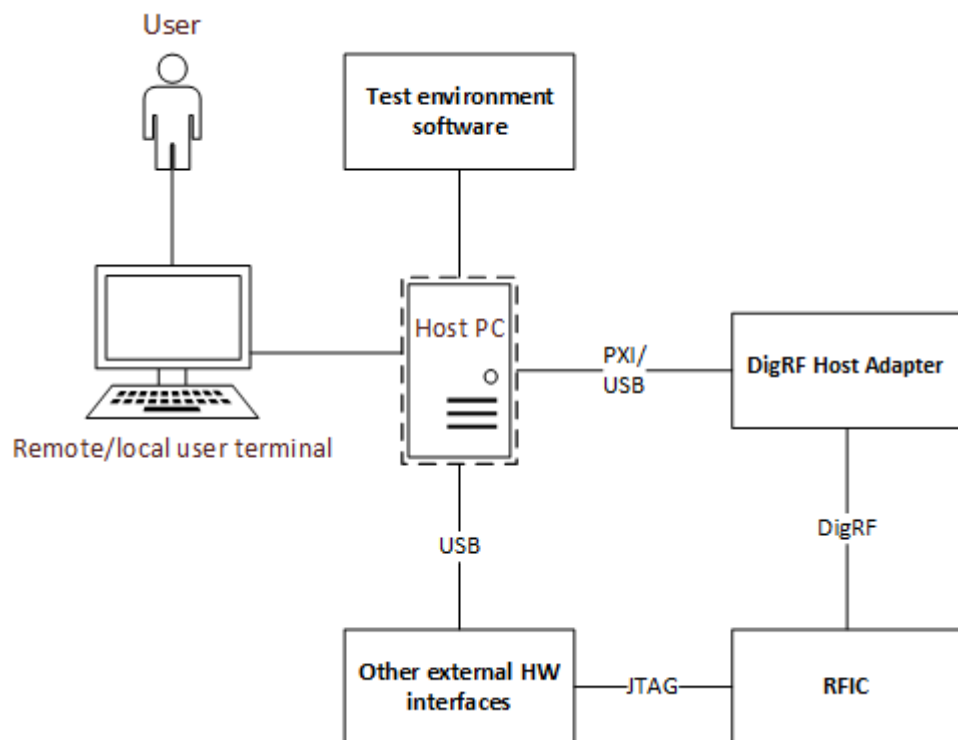 User
Test environment
software
Host PC
PXI/
USB
DigRF Host Adapter
Remote/local user terminal
DigRF
USB
Other external HW
interfaces
JTAG
RFIC